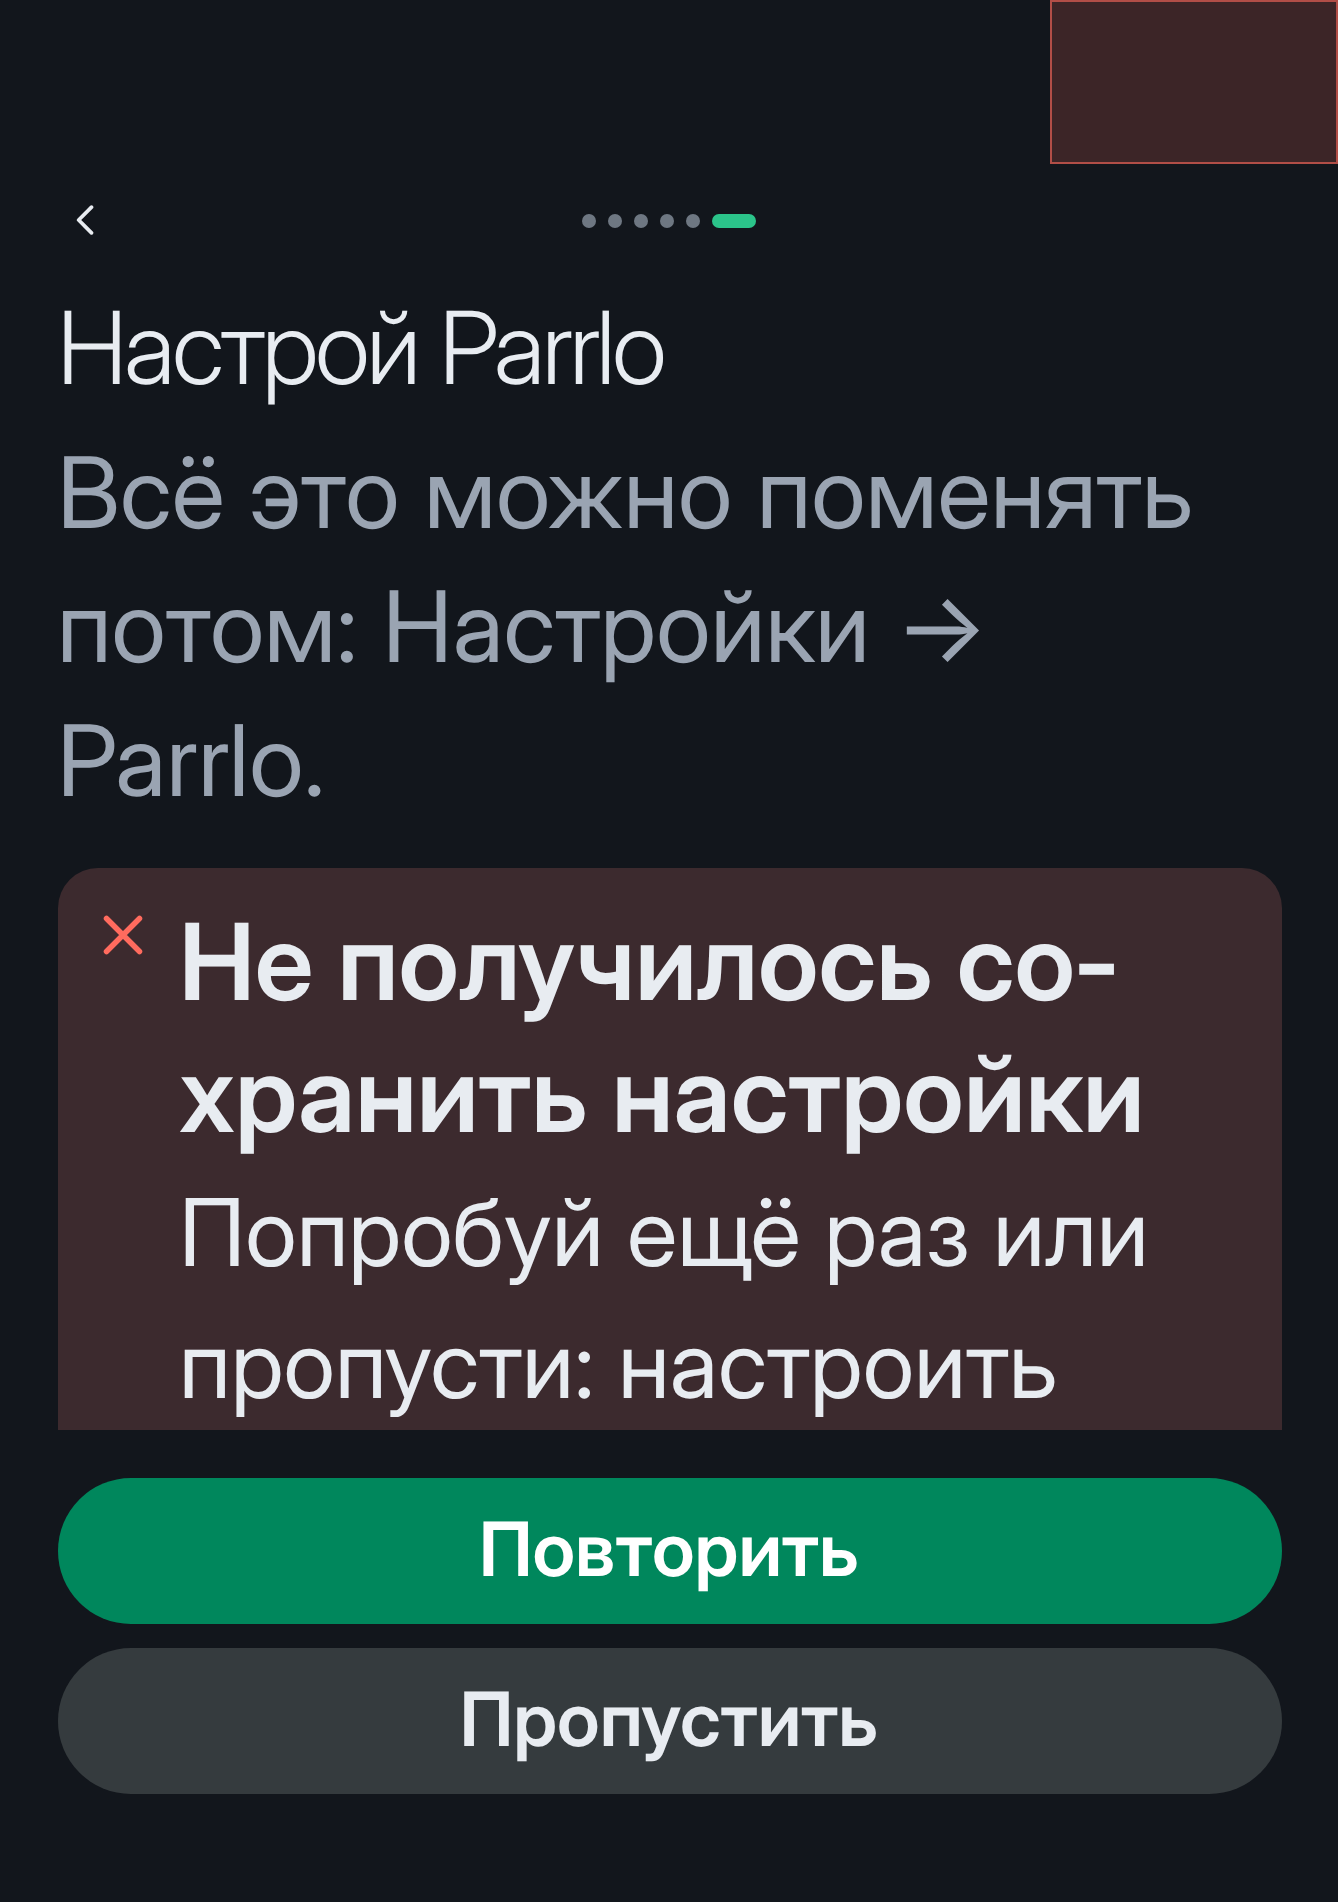 Настрой Parrlo
Всё это можно поменять
потом: Настройки →
Parrlo.
Не получилось со-
хранить настройки
Попробуй ещё раз или
пропусти: настроить
Повторить
Пропустить